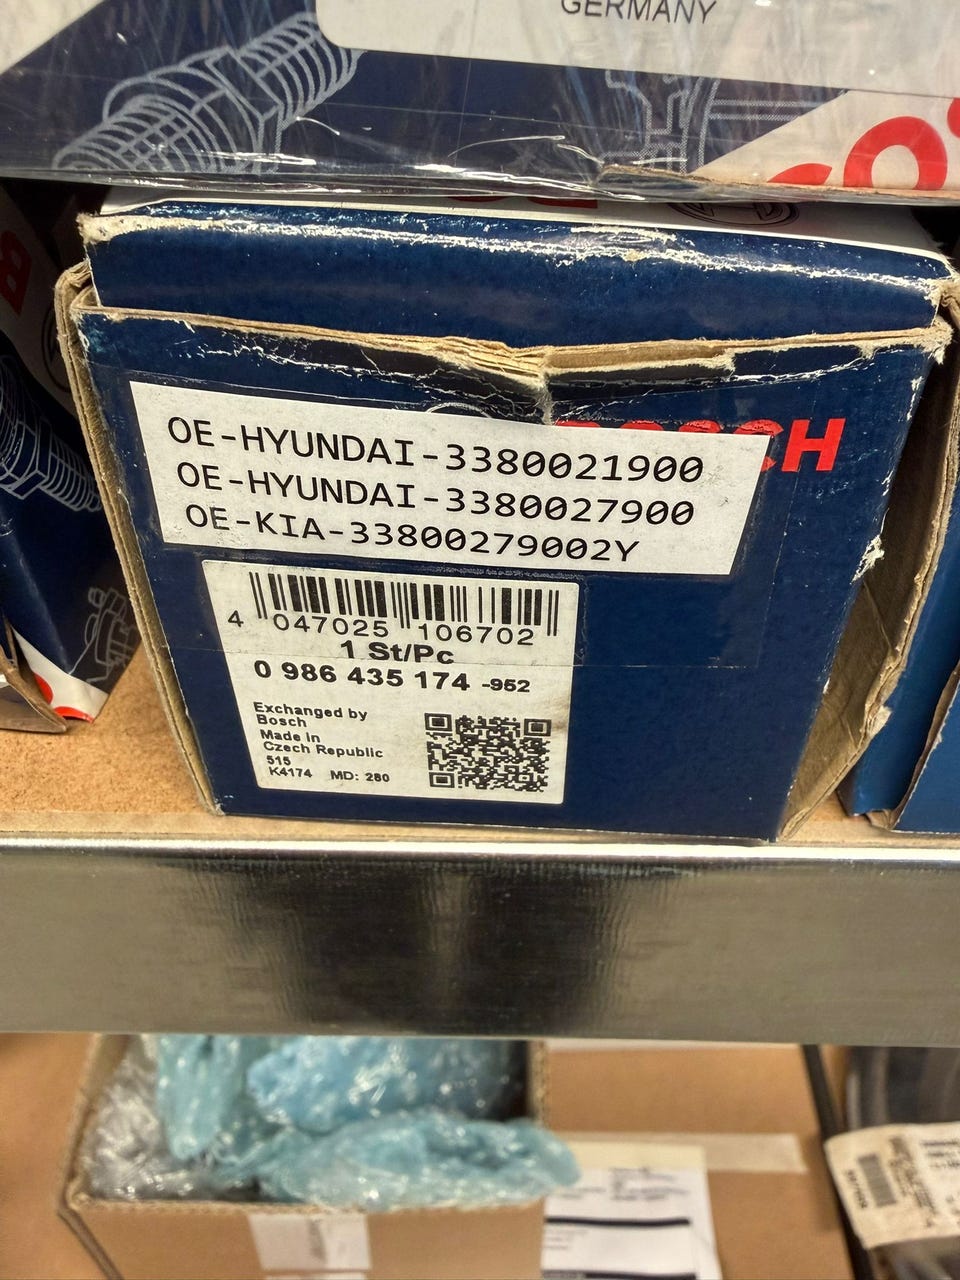 GERMANY
BOSCH
OE-HYUNDAI-3380021900
OE-HYUNDAI-3380027900
OE-KIA-33800279002Y
4 047025 106702
1 St/Pc
0 986 435 174 -952
Exchanged by
Bosch
Made in
Czech Republic
515
K4174 MD: 280